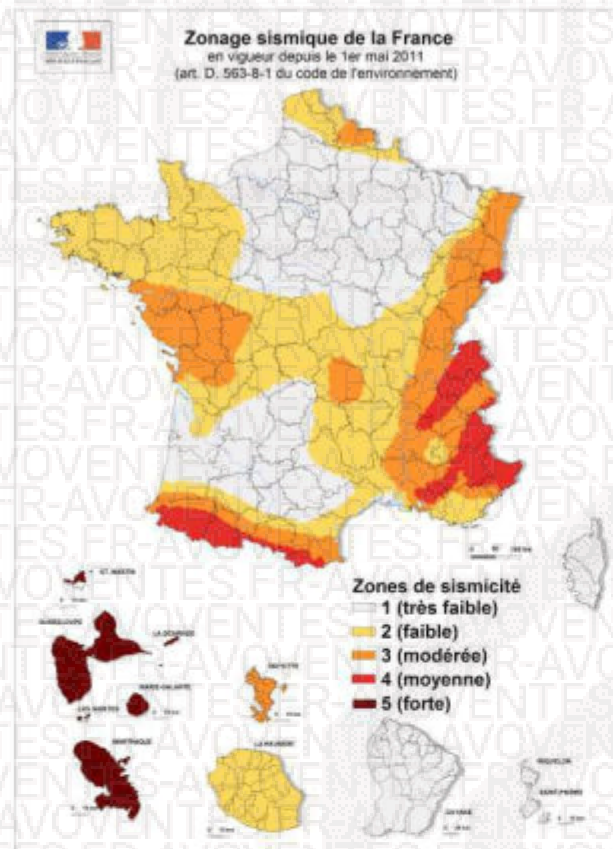 Zonage sismique de la France
en vigueur depuis le 1er mai 2011
(art. D. 563-8-1 du code de l'environnement)
Zones de sismicité
1 (très faible)
2 (faible)
3 (modérée)
4 (moyenne)
5 (forte)
ST. MARTIN
GUADELOUPE
LA DÉSIRADE
MARIE-GALANTE
LES SAINTES
MARTINIQUE
MAYOTTE
LA RÉUNION
GUYANE
MIQUELON
SAINT-PIERRE
AVOVENTES.FR